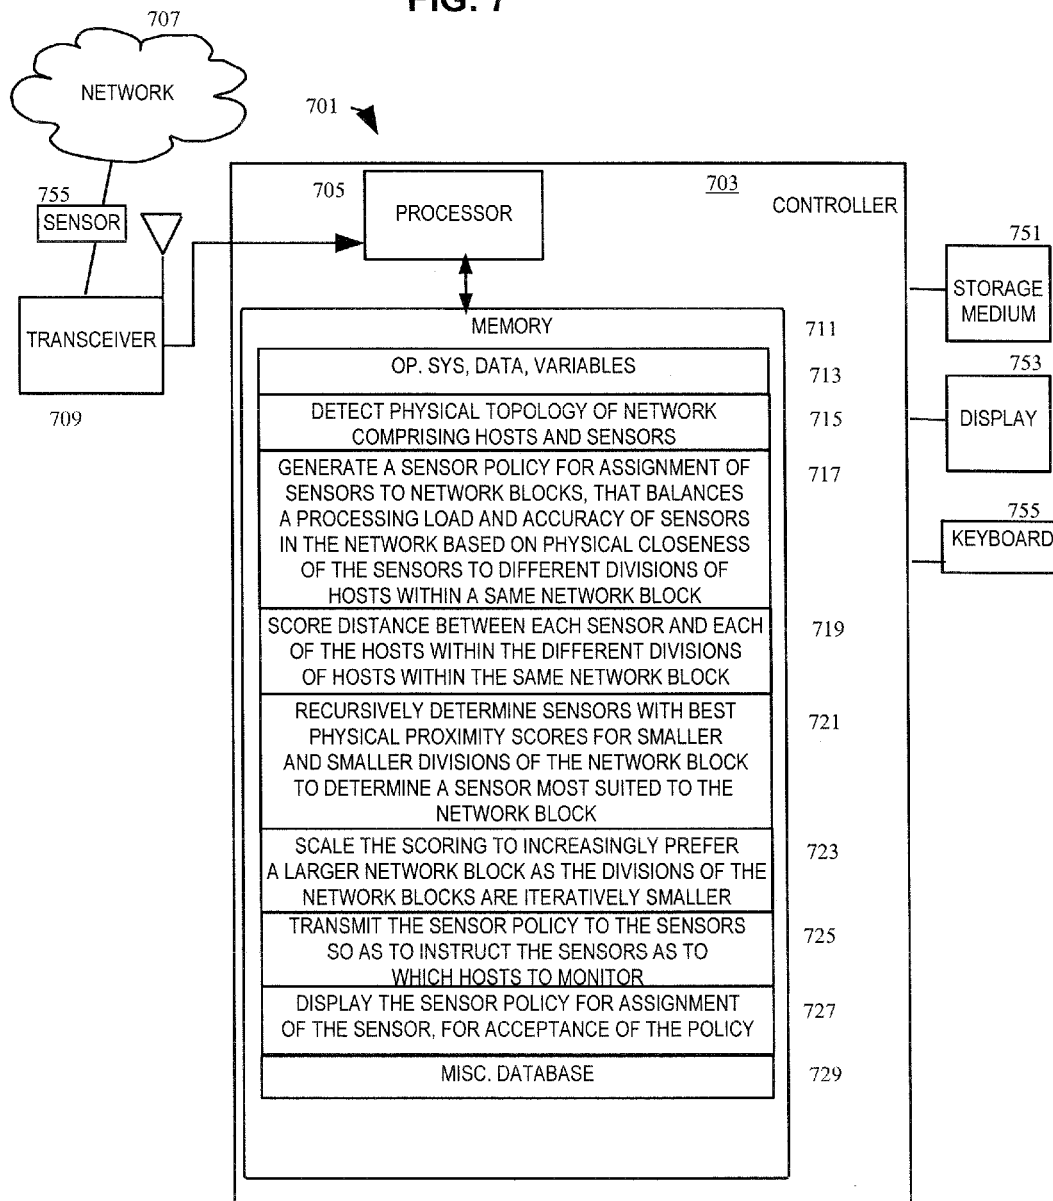 FIG. 7
707
NETWORK
701
755
SENSOR
705
PROCESSOR
703
CONTROLLER
TRANSCEIVER
709
751
STORAGE
MEDIUM
753
DISPLAY
755
KEYBOARD
MEMORY
711
OP. SYS, DATA, VARIABLES
713
DETECT PHYSICAL TOPOLOGY OF NETWORK
COMPRISING HOSTS AND SENSORS
715
GENERATE A SENSOR POLICY FOR ASSIGNMENT OF
SENSORS TO NETWORK BLOCKS, THAT BALANCES
A PROCESSING LOAD AND ACCURACY OF SENSORS
IN THE NETWORK BASED ON PHYSICAL CLOSENESS
OF THE SENSORS TO DIFFERENT DIVISIONS OF
HOSTS WITHIN A SAME NETWORK BLOCK
717
SCORE DISTANCE BETWEEN EACH SENSOR AND EACH
OF THE HOSTS WITHIN THE DIFFERENT DIVISIONS
OF HOSTS WITHIN THE SAME NETWORK BLOCK
719
RECURSIVELY DETERMINE SENSORS WITH BEST
PHYSICAL PROXIMITY SCORES FOR SMALLER
AND SMALLER DIVISIONS OF THE NETWORK BLOCK
TO DETERMINE A SENSOR MOST SUITED TO THE
NETWORK BLOCK
721
SCALE THE SCORING TO INCREASINGLY PREFER
A LARGER NETWORK BLOCK AS THE DIVISIONS OF THE
NETWORK BLOCKS ARE ITERATIVELY SMALLER
723
TRANSMIT THE SENSOR POLICY TO THE SENSORS
SO AS TO INSTRUCT THE SENSORS AS TO
WHICH HOSTS TO MONITOR
725
DISPLAY THE SENSOR POLICY FOR ASSIGNMENT
OF THE SENSOR, FOR ACCEPTANCE OF THE POLICY
727
MISC. DATABASE
729